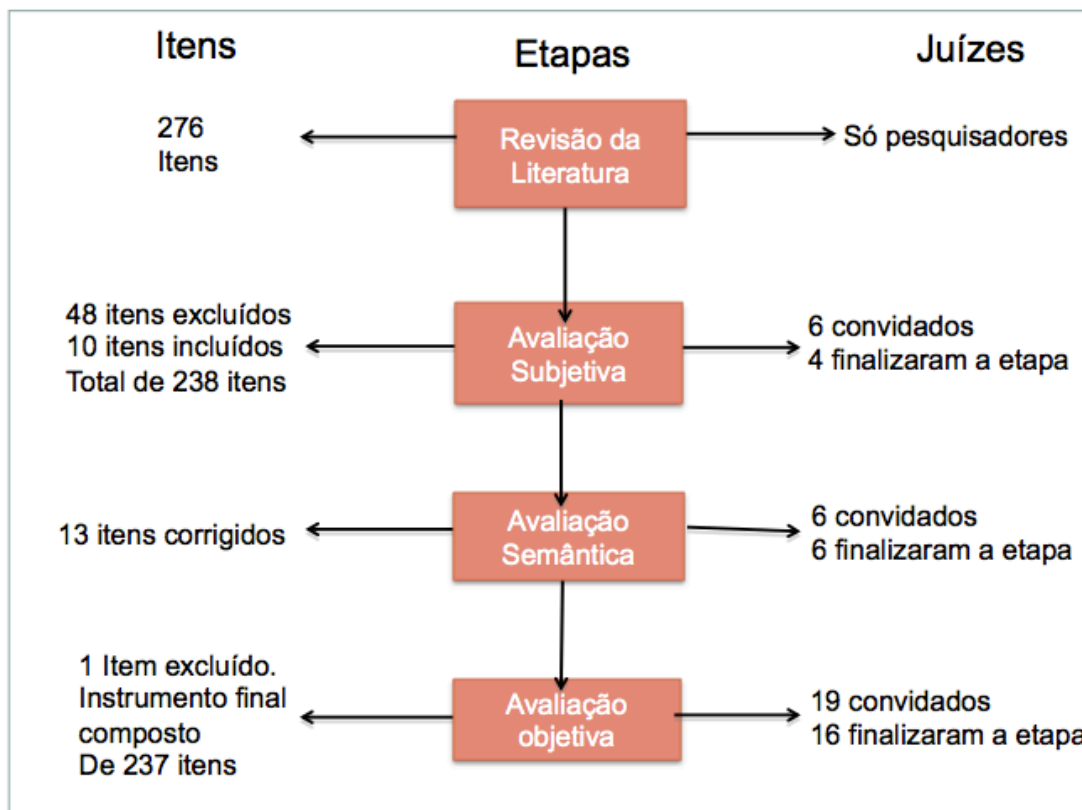 Itens
Etapas
Juízes
276
Itens
Revisão da
Literatura
Só pesquisadores
48 itens excluídos
10 itens incluídos
Total de 238 itens
Avaliação
Subjetiva
6 convidados
4 finalizaram a etapa
13 itens corrigidos
Avaliação
Semântica
6 convidados
6 finalizaram a etapa
1 Item excluído.
Instrumento final
composto
De 237 itens
Avaliação
objetiva
19 convidados
16 finalizaram a etapa